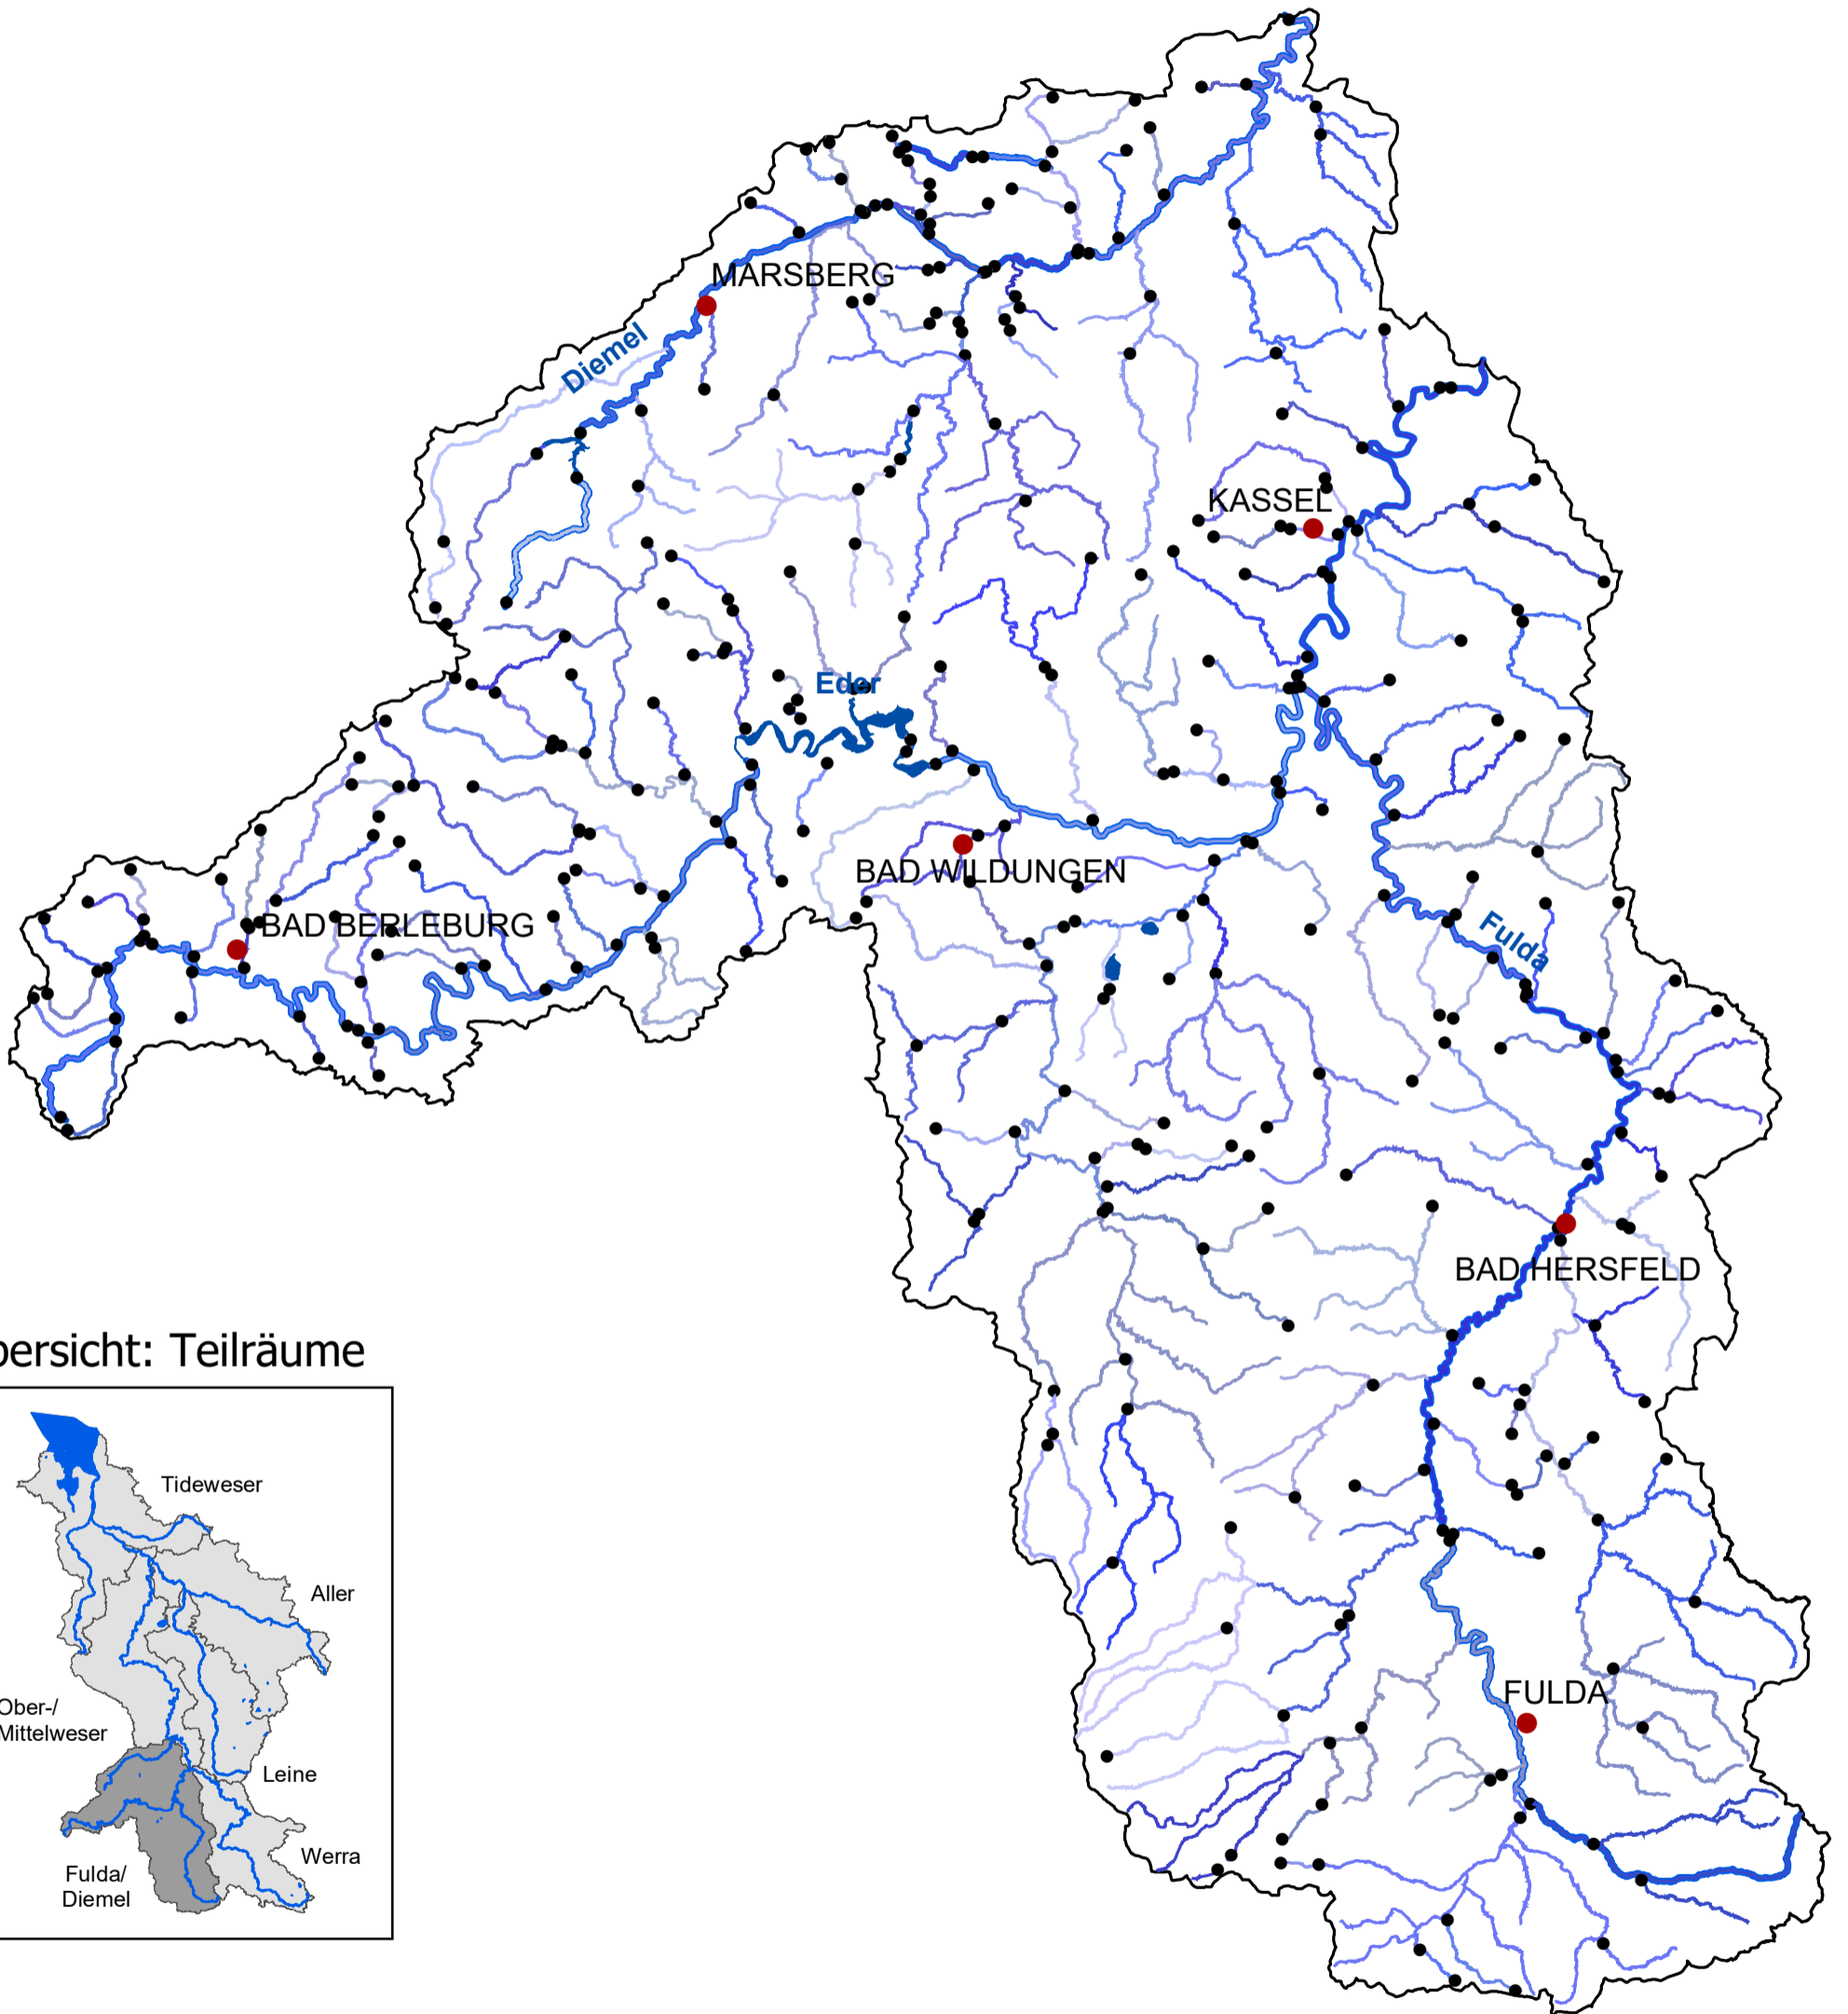 MARSBERG
Diemel
KASSEL
Eder
BAD WILDUNGEN
BAD BERLEBURG
Fulda
BAD HERSFELD
bersicht: Teilräume
Tideweser
Aller
Ober-/
Mittelweser
FULDA
Leine
Werra
Fulda/
Diemel